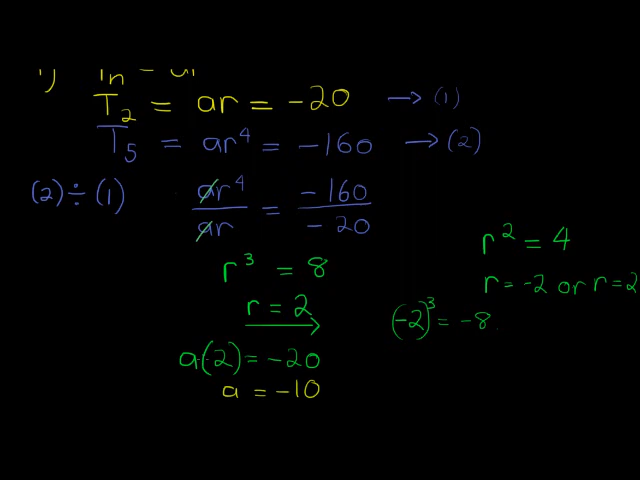 T₂ = ar = -20 → (1)
T₅ = ar⁴ = -160 → (2)
(2) ÷ (1) ar⁴/ar = -160/-20
r³ = 8
r = 2
a(2) = -20
a = -10
r² = 4
r = -2 or r = 2
(-2)³ = -8